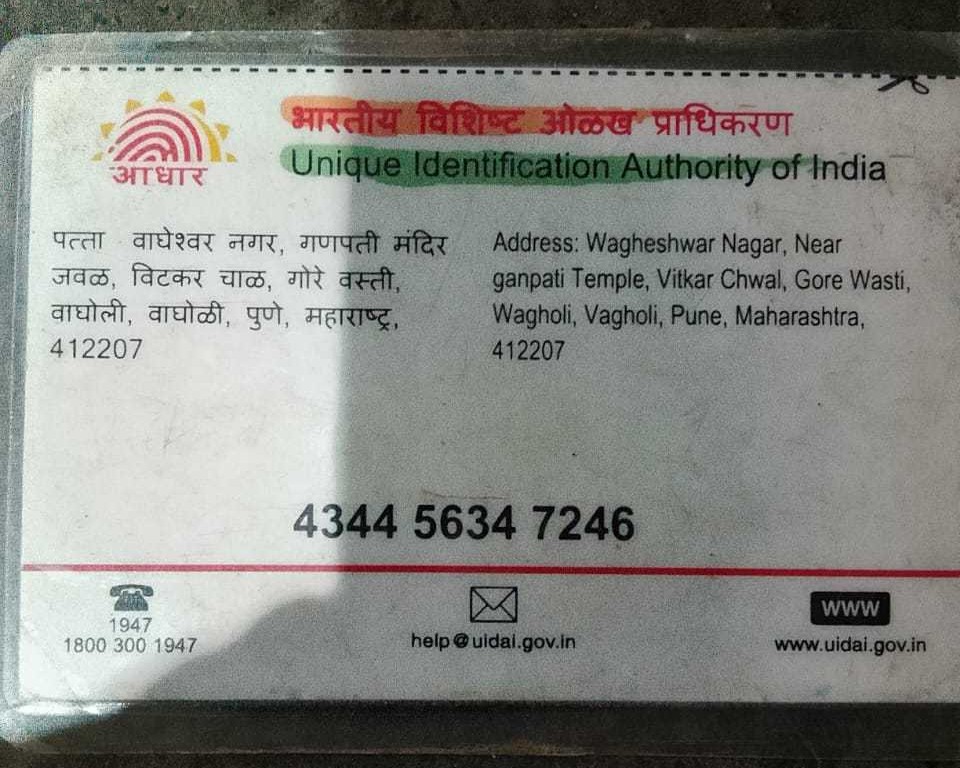 भारतीय विशिष्ट ओळख प्राधिकरण
Unique Identification Authority of India
आधार
पत्ता वाघेश्वर नगर, गणपती मंदिर
जवळ, विटकर चाळ, गोरे वस्ती,
वाघोली, वाघोळी, पुणे, महाराष्ट्र,
412207
Address: Wagheshwar Nagar, Near
ganpati Temple, Vitkar Chwal, Gore Wasti,
Wagholi, Vagholi, Pune, Maharashtra,
412207
4344 5634 7246
1947
1800 300 1947
help@uidai.gov.in
www
www.uidai.gov.in